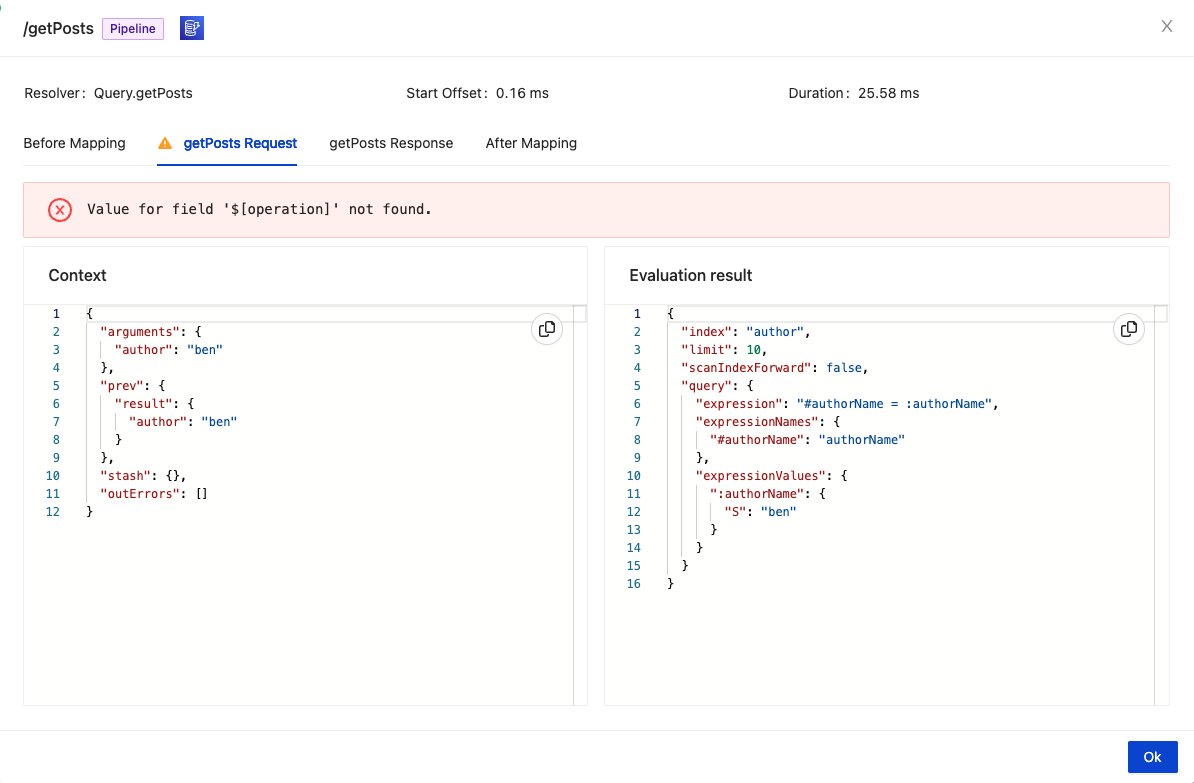 /getPosts Pipeline
Resolver: Query.getPosts Start Offset: 0.16 ms Duration: 25.58 ms
Before Mapping getPosts Request getPosts Response After Mapping
Value for field '$[operation]' not found.
Context
1 {
2 "arguments": {
3 "author": "ben"
4 },
5 "prev": {
6 "result": {
7 "author": "ben"
8 }
9 },
10 "stash": {},
11 "outErrors": []
12 }
Evaluation result
1 {
2 "index": "author",
3 "limit": 10,
4 "scanIndexForward": false,
5 "query": {
6 "expression": "#authorName = :authorName",
7 "expressionNames": {
8 "#authorName": "authorName"
9 },
10 "expressionValues": {
11 ":authorName": {
12 "S": "ben"
13 }
14 }
15 }
16 }
Ok